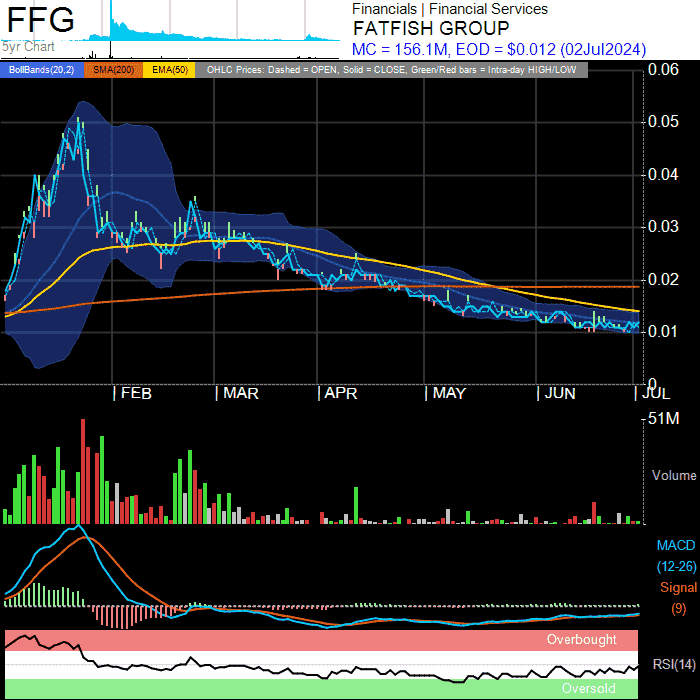 FFG
5yr Chart
Financials | Financial Services
FATFISH GROUP
MC = 156.1M, EOD = $0.012 (02Jul2024)
BollBands(20,2) SMA(200) EMA(50) OHLC Prices: Dashed = OPEN, Solid = CLOSE, Green/Red bars = Intra-day HIGH/LOW
0.06
0.05
0.04
0.03
0.02
0.01
0
FEB MAR APR MAY JUN JUL
51M
Volume
MACD
(12-26)
Signal
(9)
Overbought
RSI(14)
Oversold